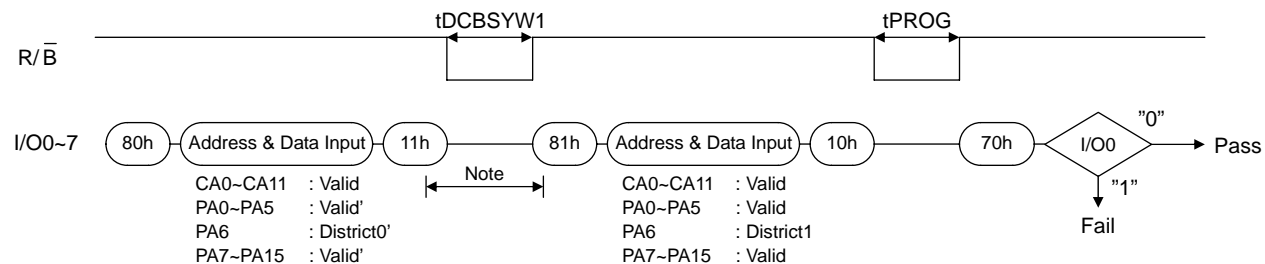 tDCBSYW1 tPROG
R/B̅
I/O0~7 80h Address & Data Input 11h 81h Address & Data Input 10h 70h I/O0 "0" Pass
Note
"1"
Fail
CA0~CA11 : Valid
PA0~PA5 : Valid'
PA6 : District0'
PA7~PA15 : Valid'
CA0~CA11 : Valid
PA0~PA5 : Valid
PA6 : District1
PA7~PA15 : Valid